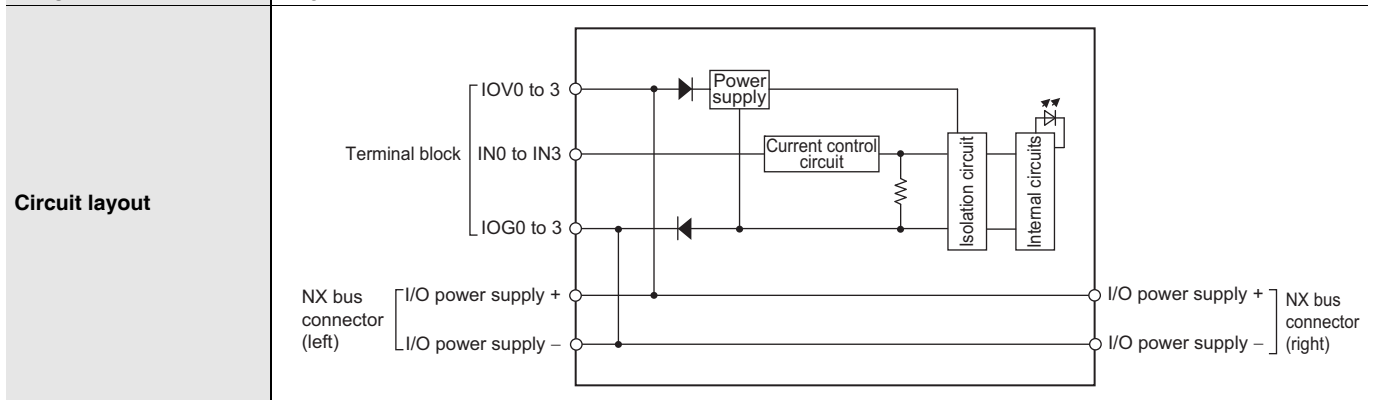 Circuit layout
Terminal block
IOV0 to 3
IN0 to IN3
IOG0 to 3
Power
supply
Current control
circuit
Isolation circuit
Internal circuits
NX bus
connector
(left)
I/O power supply +
I/O power supply –
I/O power supply +
I/O power supply –
NX bus
connector
(right)